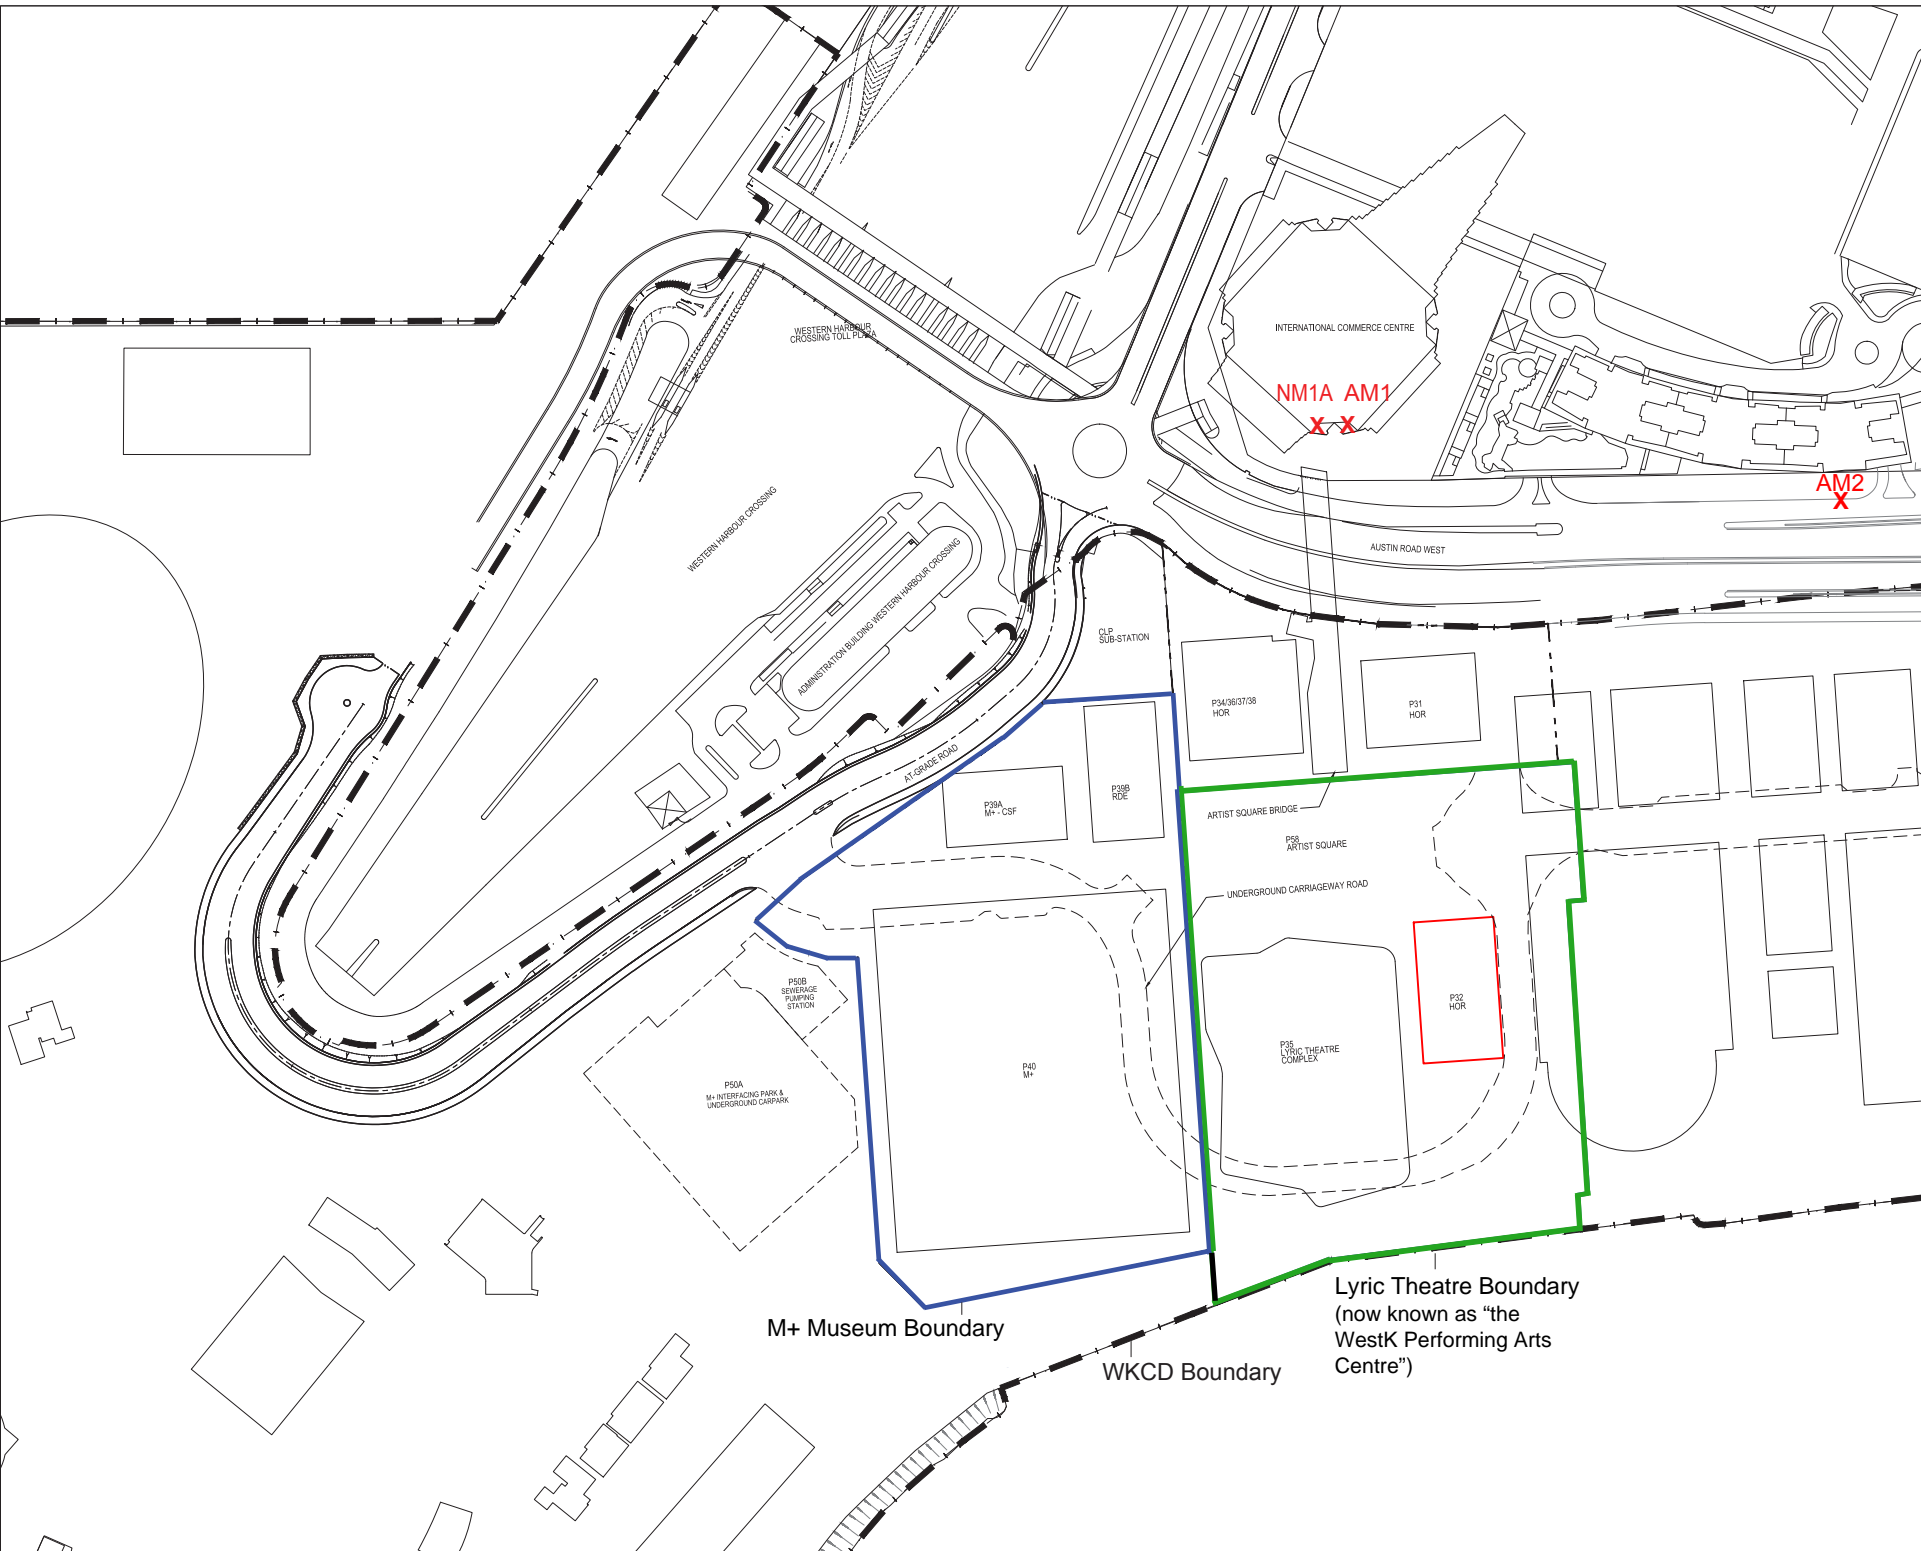 WESTERN HARBOUR
CROSSING TOLL PLAZA
INTERNATIONAL COMMERCE CENTRE
NM1A AM1
X X
AM2
X
WESTERN HARBOUR CROSSING
ADMINISTRATION BUILDING WESTERN HARBOUR CROSSING
AUSTIN ROAD WEST
CLP
SUB-STATION
P34/36/37/38
HOR
P31
HOR
AT-GRADE ROAD
P39A
M+ - CSF
P39B
RDE
ARTIST SQUARE BRIDGE
P58
ARTIST SQUARE
UNDERGROUND CARRIAGEWAY ROAD
P50B
SEWERAGE
PUMPING
STATION
P32
HOR
P35
LYRIC THEATRE
COMPLEX
P40
M+
P50A
M+ INTERFACING PARK &
UNDERGROUND CARPARK
Lyric Theatre Boundary
(now known as “the
WestK Performing Arts
Centre”)
M+ Museum Boundary
WKCD Boundary